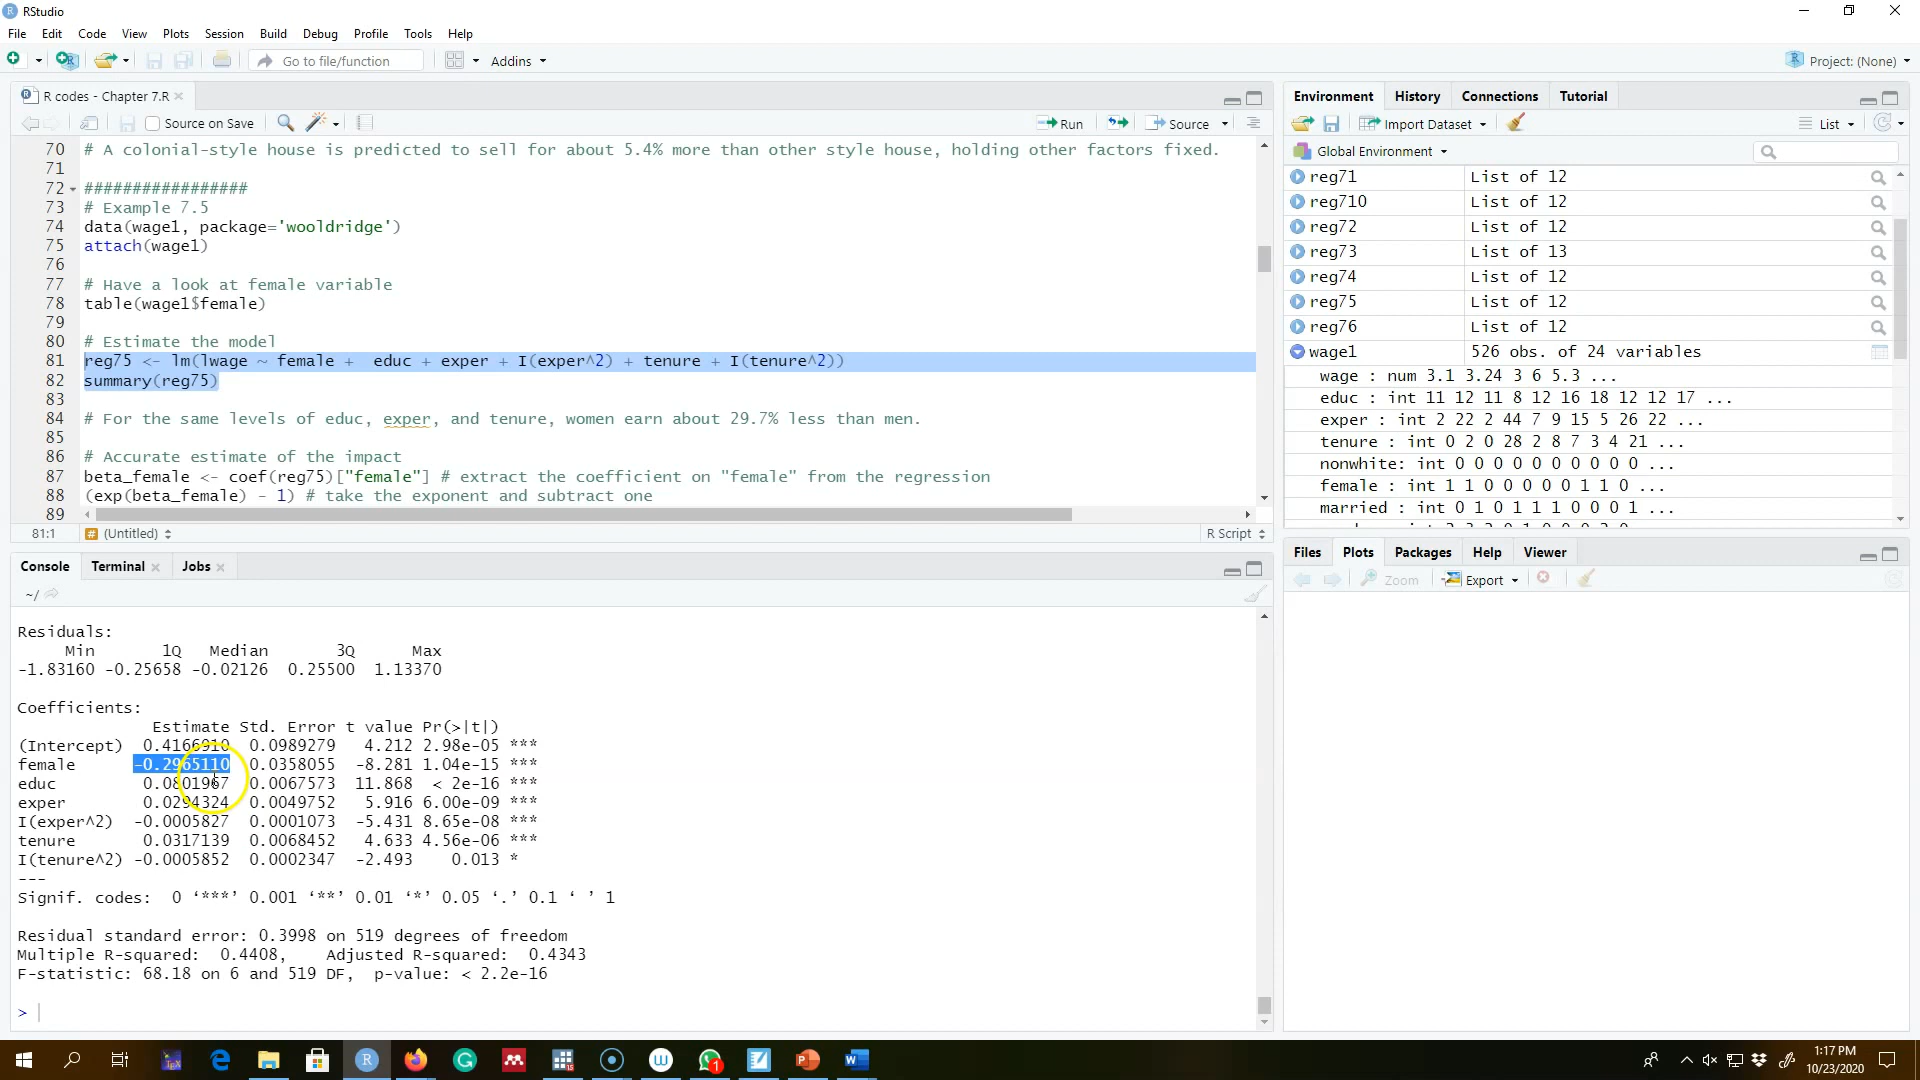 RStudio
File Edit Code View Plots Session Build Debug Profile Tools Help
Go to file/function Addins Project: (None)
R codes - Chapter 7.R
Source on Save Run Source
70 # A colonial-style house is predicted to sell for about 5.4% more than other style house, holding other factors fixed.
71
72 #################
73 # Example 7.5
74 data(wage1, package='wooldridge')
75 attach(wage1)
76
77 # Have a look at female variable
78 table(wage1$female)
79
80 # Estimate the model
81 reg75 <- lm(lwage ~ female +  educ + exper + I(exper^2) + tenure + I(tenure^2))
82 summary(reg75)
83
84 # For the same levels of educ, exper, and tenure, women earn about 29.7% less than men.
85
86 # Accurate estimate of the impact
87 beta_female <- coef(reg75)["female"] # extract the coefficient on "female" from the regression
88 (exp(beta_female) - 1) # take the exponent and subtract one
89
81:1 # (Untitled) R Script
Console Terminal Jobs
~/
Residuals:
Min 1Q Median 3Q Max
-1.83160 -0.25658 -0.02126 0.25500 1.13370
Coefficients:
Estimate Std. Error t value Pr(>|t|)
(Intercept) 0.4166910 0.0989279 4.212 2.98e-05 ***
female -0.2965110 0.0358055 -8.281 1.04e-15 ***
educ 0.0801967 0.0067573 11.868 < 2e-16 ***
exper 0.0294324 0.0049752 5.916 6.00e-09 ***
I(exper^2) -0.0005827 0.0001073 -5.431 8.65e-08 ***
tenure 0.0317139 0.0068452 4.633 4.56e-06 ***
I(tenure^2) -0.0005852 0.0002347 -2.493 0.013 *
---
Signif. codes: 0 ‘***’ 0.001 ‘**’ 0.01 ‘*’ 0.05 ‘.’ 0.1 ‘ ’ 1
Residual standard error: 0.3998 on 519 degrees of freedom
Multiple R-squared: 0.4408, Adjusted R-squared: 0.4343
F-statistic: 68.18 on 6 and 519 DF, p-value: < 2.2e-16
>
Environment History Connections Tutorial
Import Dataset List
Global Environment
reg71 List of 12
reg710 List of 12
reg72 List of 12
reg73 List of 13
reg74 List of 12
reg75 List of 12
reg76 List of 12
wage1 526 obs. of 24 variables
wage : num 3.1 3.24 3 6 5.3 ...
educ : int 11 12 11 8 12 16 18 12 12 17 ...
exper : int 2 22 2 44 7 9 15 5 26 22 ...
tenure : int 0 2 0 28 2 8 7 3 4 21 ...
nonwhite: int 0 0 0 0 0 0 0 0 0 0 ...
female : int 1 1 0 0 0 0 0 1 1 0 ...
married : int 0 1 0 1 1 1 0 0 0 1 ...
Files Plots Packages Help Viewer
Zoom Export
1:17 PM
10/23/2020